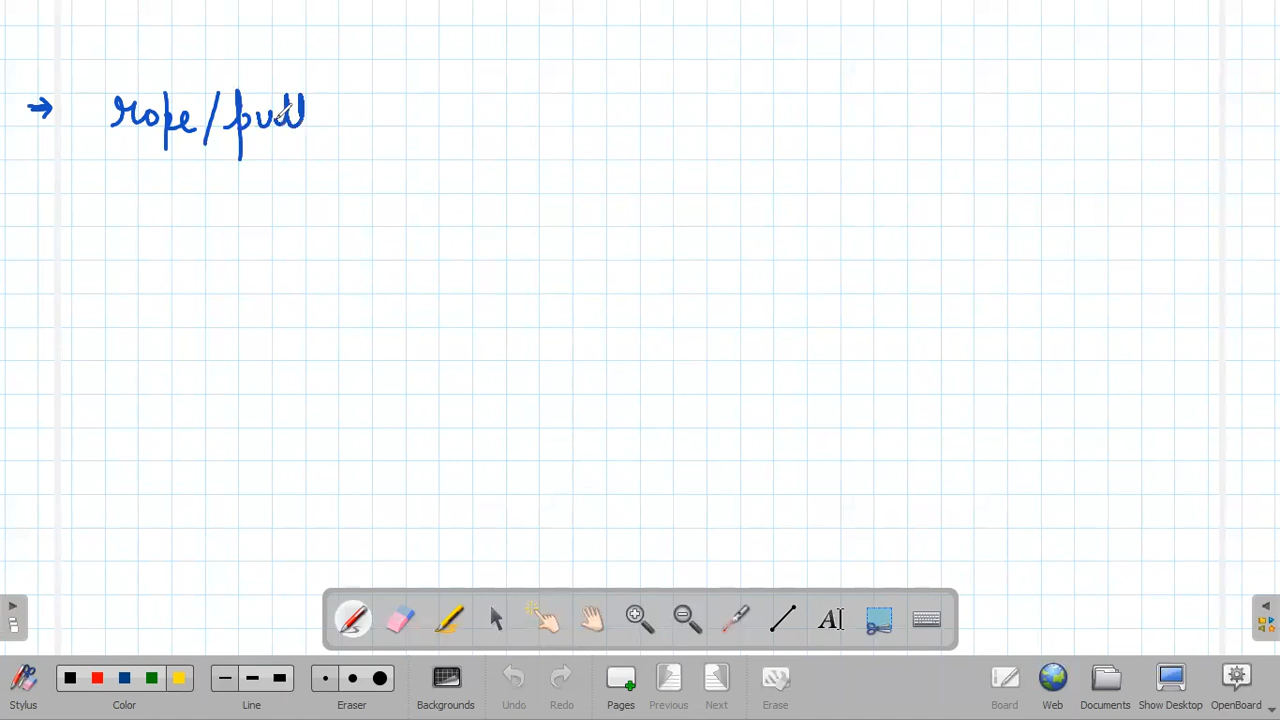 → rope/pull
Stylus
Color
Line
Eraser
Backgrounds
Undo
Redo
Pages
Previous
Next
Erase
Board
Web
Documents
Show Desktop
OpenBoard